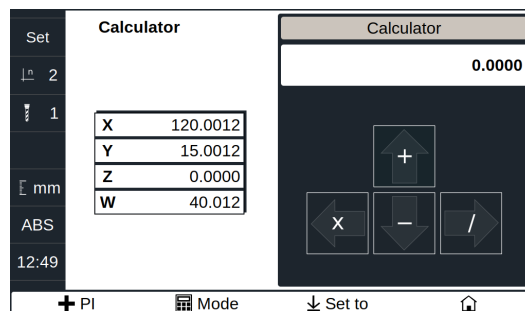 Set
n 2
1
mm
ABS
12:49
Calculator
X 120.0012
Y 15.0012
Z 0.0000
W 40.012
Calculator
0.0000
+
x − /
PI Mode Set to